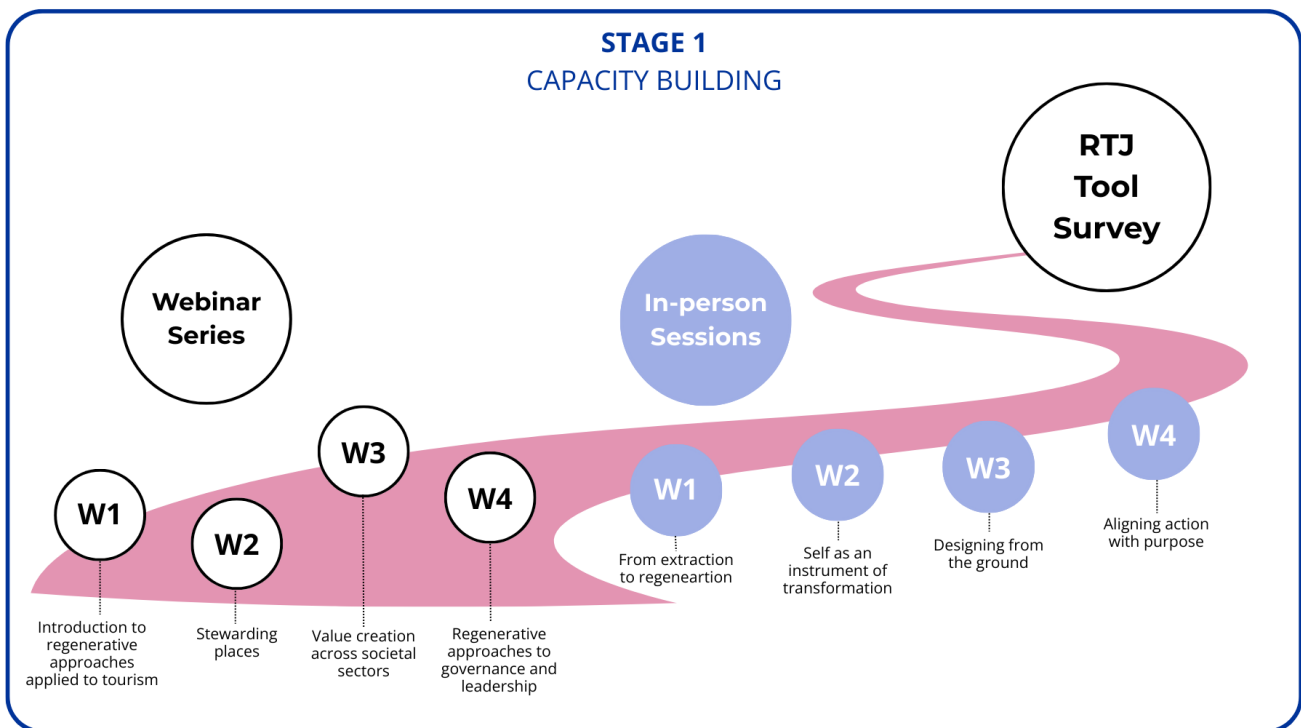 STAGE 1
CAPACITY BUILDING
RTJ
Tool
Survey
Webinar
Series
In-person
Sessions
W1
Introduction to
regenerative
approaches
applied to tourism
W2
Stewarding
places
W3
Value creation
across societal
sectors
W4
Regenerative
approaches to
governance and
leadership
W1
From extraction
to regeneartion
W2
Self as an
instrument of
transformation
W3
Designing from
the ground
W4
Aligning action
with purpose